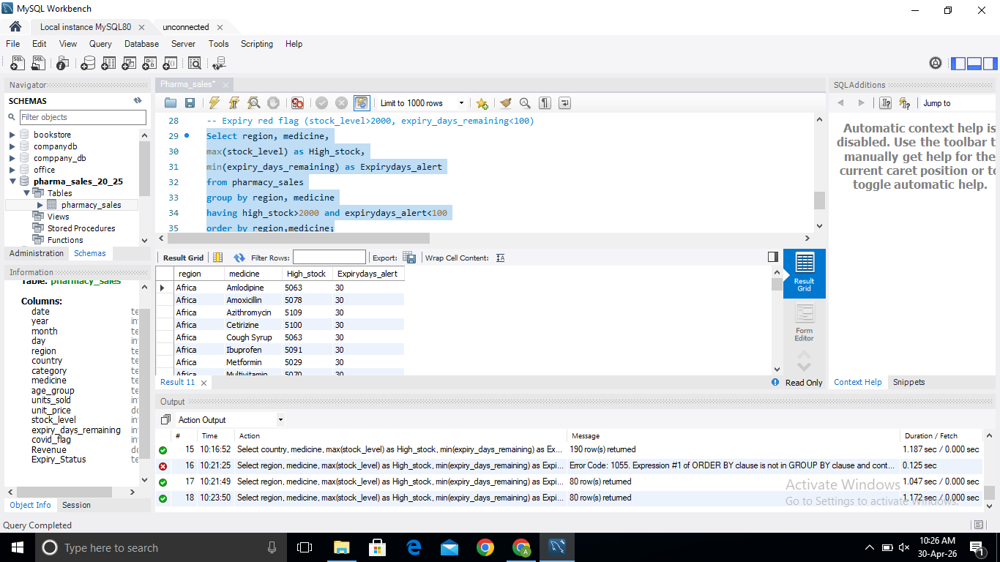 MySQL Workbench
Local instance MySQL80
unconnected
File Edit View Query Database Server Tools Scripting Help
Navigator
SCHEMAS
Filter objects
bookstore
companydb
comppany_db
office
pharma_sales_20_25
Tables
pharmacy_sales
Views
Stored Procedures
Functions
Administration Schemas
Information
Table: pharmacy_sales
Columns:
date te
year in
month te
day in
region te
country te
category te
medicine te
age_group te
units_sold in
unit_price do
stock_level in
expiry_days_remaining in
covid_flag in
Revenue do
Expiry_Status te
Object Info Session
Query Completed
Pharma_sales*
Limit to 1000 rows
28 -- Expiry red flag (stock_level>2000, expiry_days_remaining<100)
29 Select region, medicine,
30 max(stock_level) as High_stock,
31 min(expiry_days_remaining) as Expirydays_alert
32 from pharmacy_sales
33 group by region, medicine
34 having high_stock>2000 and expirydays_alert<100
35 order by region,medicine;
Result Grid Filter Rows: Export: Wrap Cell Content:
region medicine High_stock Expirydays_alert
Africa Amlodipine 5063 30
Africa Amoxicillin 5078 30
Africa Azithromycin 5109 30
Africa Cetirizine 5100 30
Africa Cough Syrup 5063 30
Africa Ibuprofen 5091 30
Africa Metformin 5029 30
Africa Multivitamin 5070 30
Result Grid
Form Editor
Result 11
Read Only
SQLAdditions
Jump to
Automatic context help is
disabled. Use the toolbar t
manually get help for the
current caret position or to
toggle automatic help.
Context Help Snippets
Output
Action Output
# Time Action Message Duration / Fetch
15 10:16:52 Select country, medicine, max(stock_level) as High_stock, min(expiry_days_remaining) as Ex... 190 row(s) returned 1.187 sec / 0.000 sec
16 10:21:25 Select region, medicine, max(stock_level) as High_stock, min(expiry_days_remaining) as Expi... Error Code: 1055. Expression #1 of ORDER BY clause is not in GROUP BY clause and cont... 0.125 sec
17 10:21:49 Select region, medicine, max(stock_level) as High_stock, min(expiry_days_remaining) as Expi... 80 row(s) returned 1.047 sec / 0.000 sec
18 10:23:50 Select region, medicine, max(stock_level) as High_stock, min(expiry_days_remaining) as Expi... 80 row(s) returned 1.172 sec / 0.000 sec
Activate Windows
Go to Settings to activate Windows.
Type here to search
10:26 AM
30-Apr-26
1